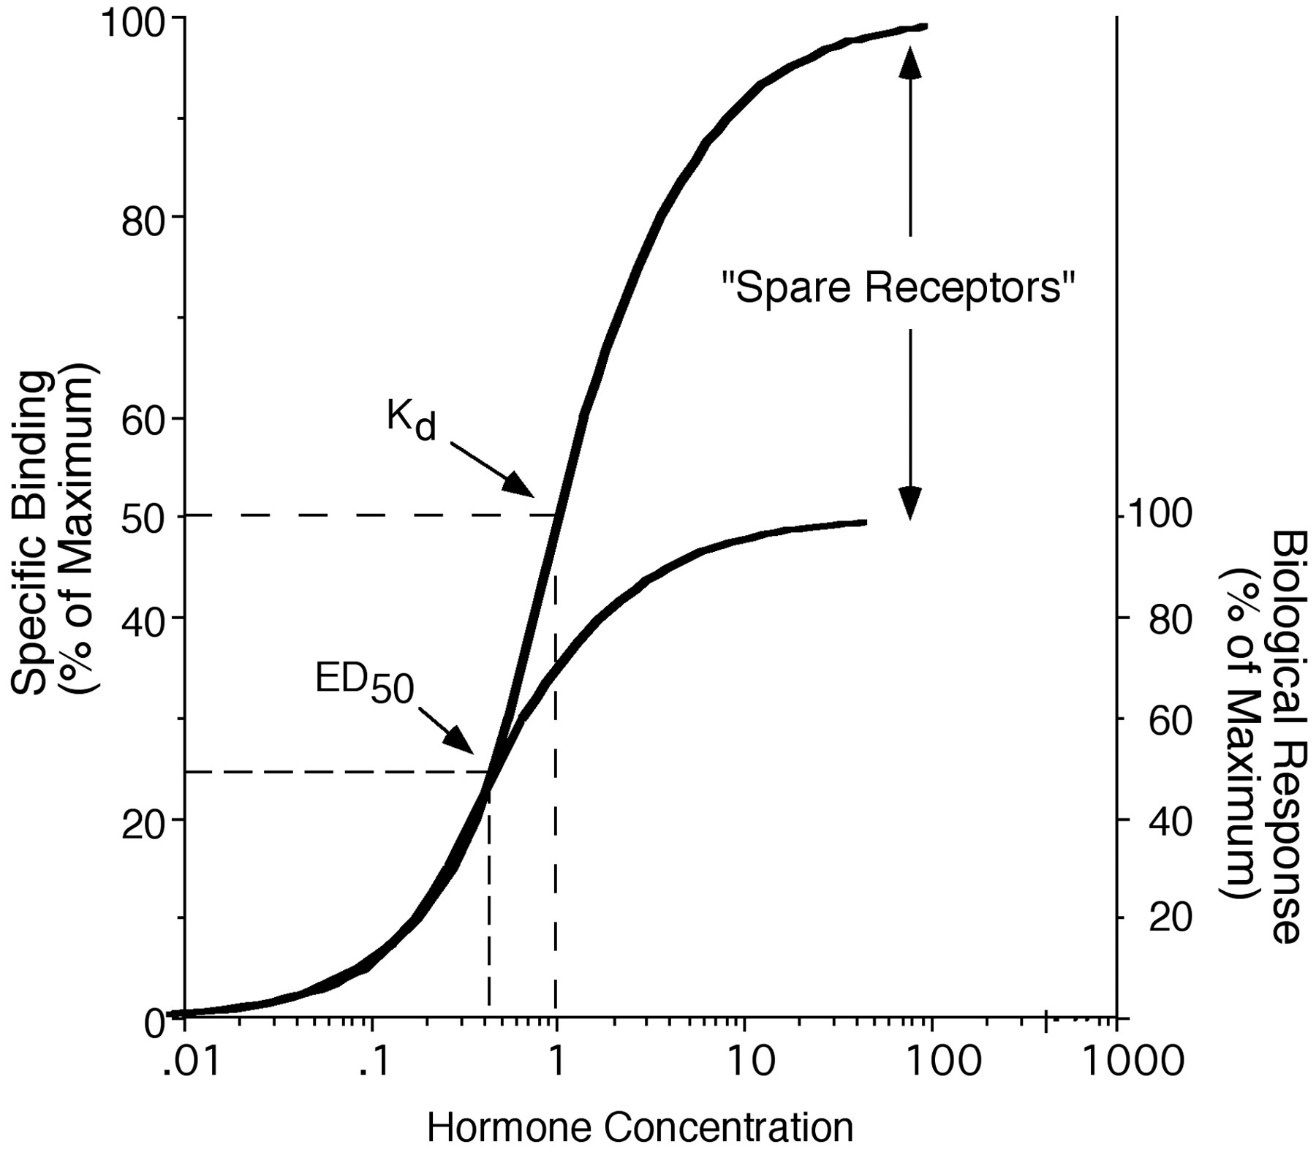 100
80
60
50
40
20
0
Specific Binding
(% of Maximum)
Kd
ED50
"Spare Receptors"
100
80
60
40
20
Biological Response
(% of Maximum)
.01 .1 1 10 100 1000
Hormone Concentration